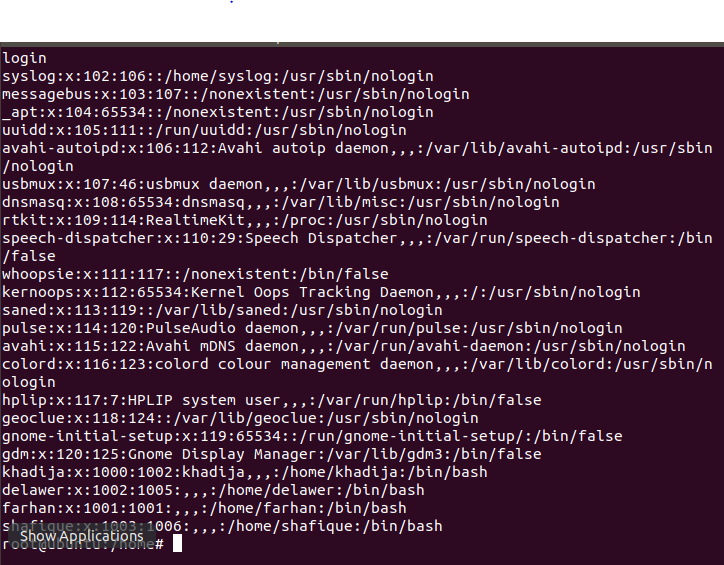 login
syslog:x:102:106::/home/syslog:/usr/sbin/nologin
messagebus:x:103:107::/nonexistent:/usr/sbin/nologin
_apt:x:104:65534::/nonexistent:/usr/sbin/nologin
uuidd:x:105:111::/run/uuidd:/usr/sbin/nologin
avahi-autoipd:x:106:112:Avahi autoip daemon,,,:/var/lib/avahi-autoipd:/usr/sbin
/nologin
usbmux:x:107:46:usbmux daemon,,,:/var/lib/usbmux:/usr/sbin/nologin
dnsmasq:x:108:65534:dnsmasq,,,:/var/lib/misc:/usr/sbin/nologin
rtkit:x:109:114:RealtimeKit,,,:/proc:/usr/sbin/nologin
speech-dispatcher:x:110:29:Speech Dispatcher,,,:/var/run/speech-dispatcher:/bin
/false
whoopsie:x:111:117::/nonexistent:/bin/false
kernoops:x:112:65534:Kernel Oops Tracking Daemon,,,:/:/usr/sbin/nologin
saned:x:113:119::/var/lib/saned:/usr/sbin/nologin
pulse:x:114:120:PulseAudio daemon,,,:/var/run/pulse:/usr/sbin/nologin
avahi:x:115:122:Avahi mDNS daemon,,,:/var/run/avahi-daemon:/usr/sbin/nologin
colord:x:116:123:colord colour management daemon,,,:/var/lib/colord:/usr/sbin/n
ologin
hplip:x:117:7:HPLIP system user,,,:/var/run/hplip:/bin/false
geoclue:x:118:124::/var/lib/geoclue:/usr/sbin/nologin
gnome-initial-setup:x:119:65534::/run/gnome-initial-setup/:/bin/false
gdm:x:120:125:Gnome Display Manager:/var/lib/gdm3:/bin/false
khadija:x:1000:1002:khadija,,,:/home/khadija:/bin/bash
delawer:x:1002:1005:,,,:/home/delawer:/bin/bash
farhan:x:1001:1001:,,,:/home/farhan:/bin/bash
shafique:x:1003:1006:,,,:/home/shafique:/bin/bash
Show Applications
root@ubuntu:/home#